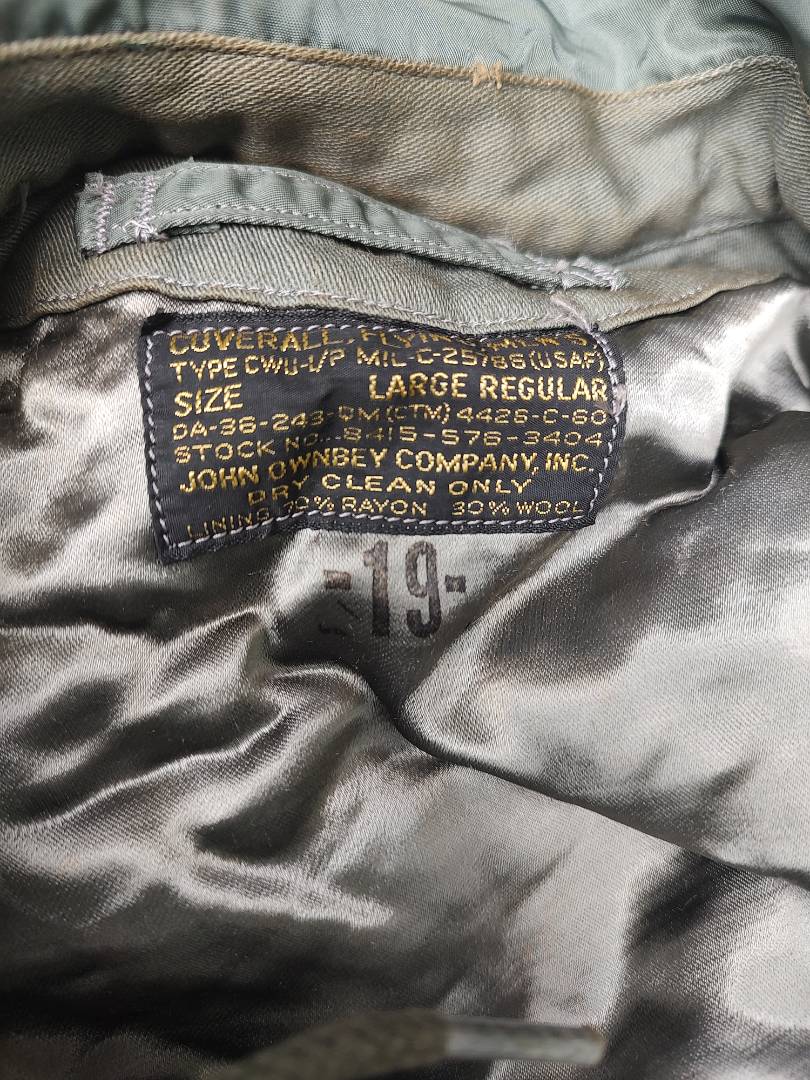 COVERALL, FLYING, MEN'S
TYPE CWU-1/P MIL-C-25786(USAF)
SIZE LARGE REGULAR
DA-36-243-QM(CTM)4426-C-60
STOCK NO...8415-576-3404
JOHN OWNBEY COMPANY, INC.
DRY CLEAN ONLY
LINING 70% RAYON 30% WOOL
-19-